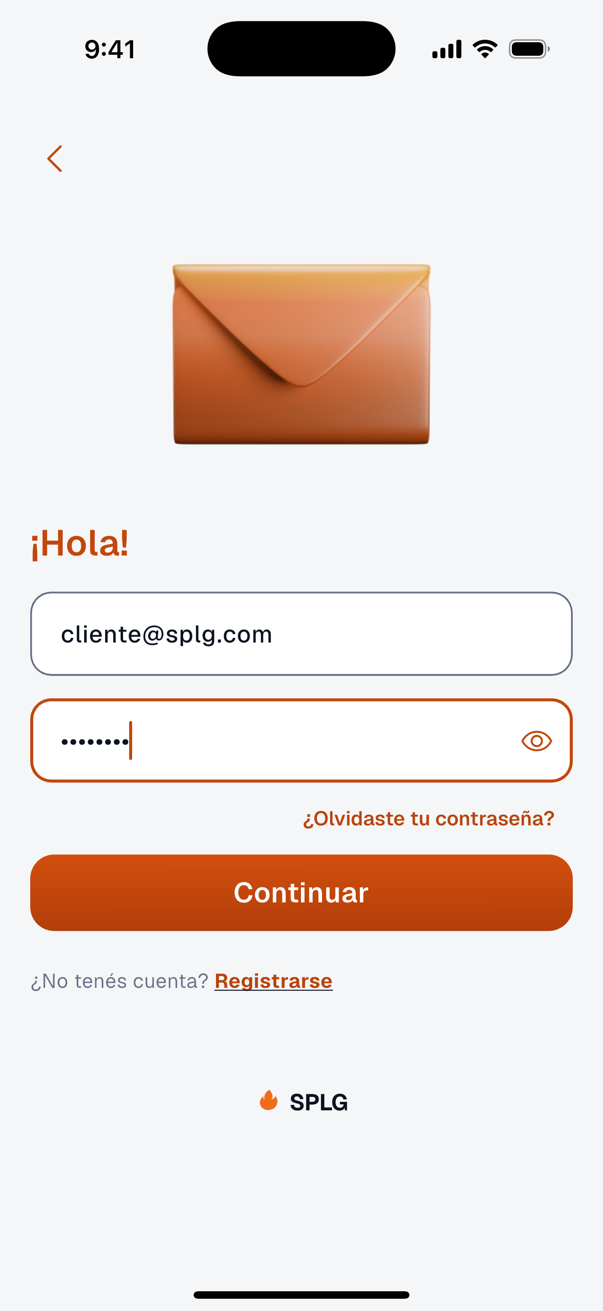 9:41
¡Hola!
cliente@splg.com
••••••••
¿Olvidaste tu contraseña?
Continuar
¿No tenés cuenta? Registrarse
SPLG